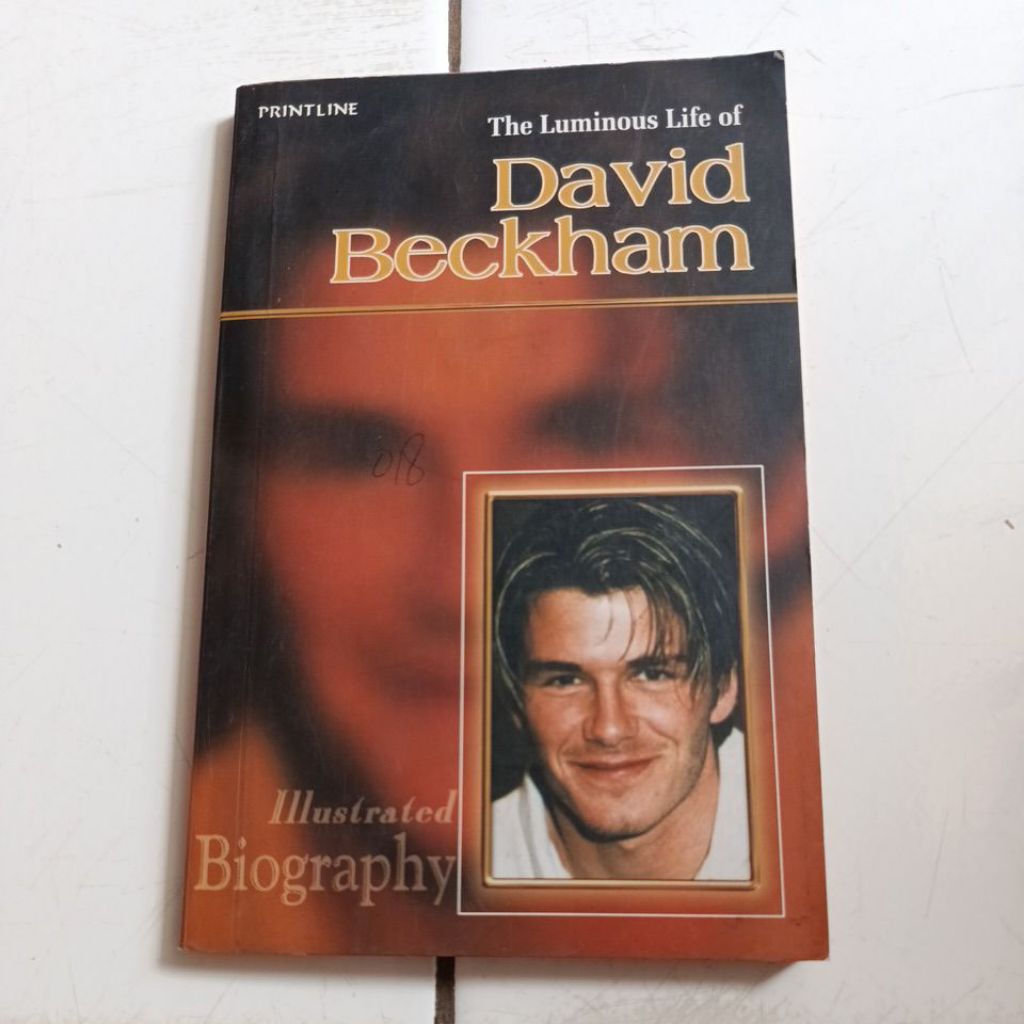 PRINTLINE
The Luminous Life of
David
Beckham
018
Illustrated
Biography